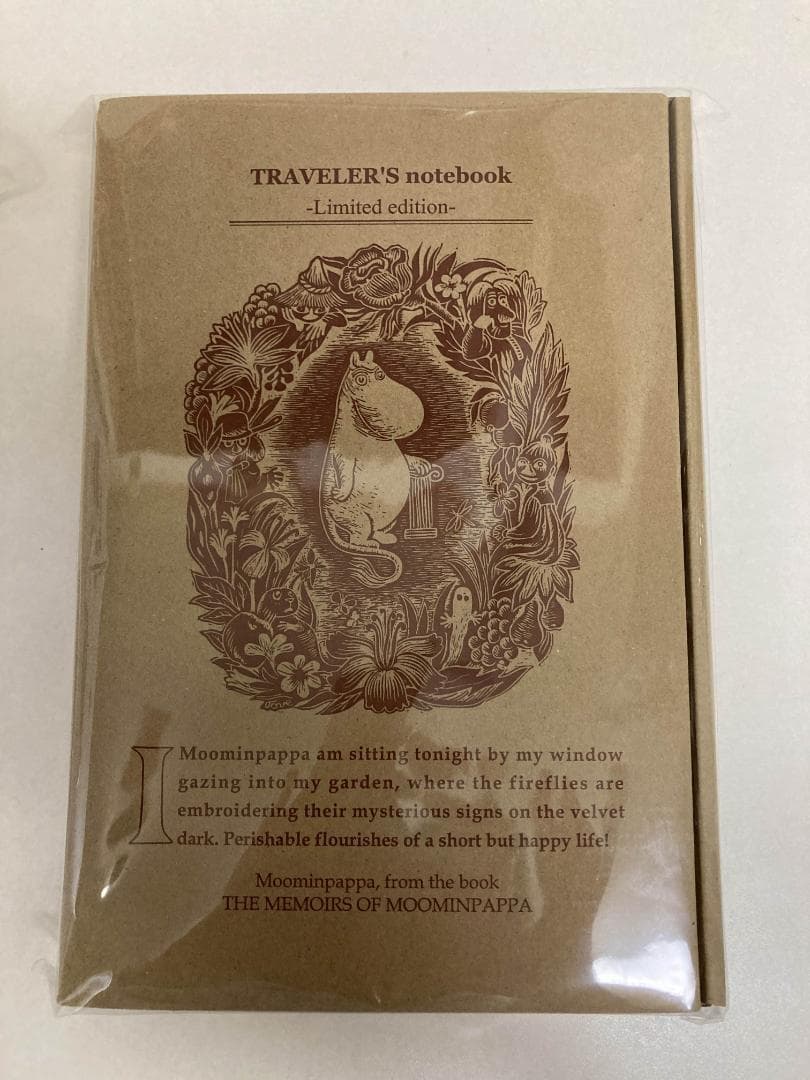 TRAVELER'S notebook
-Limited edition-
I Moominpappa am sitting tonight by my window
gazing into my garden, where the fireflies are
embroidering their mysterious signs on the velvet
dark. Perishable flourishes of a short but happy life!
Moominpappa, from the book
THE MEMOIRS OF MOOMINPAPPA